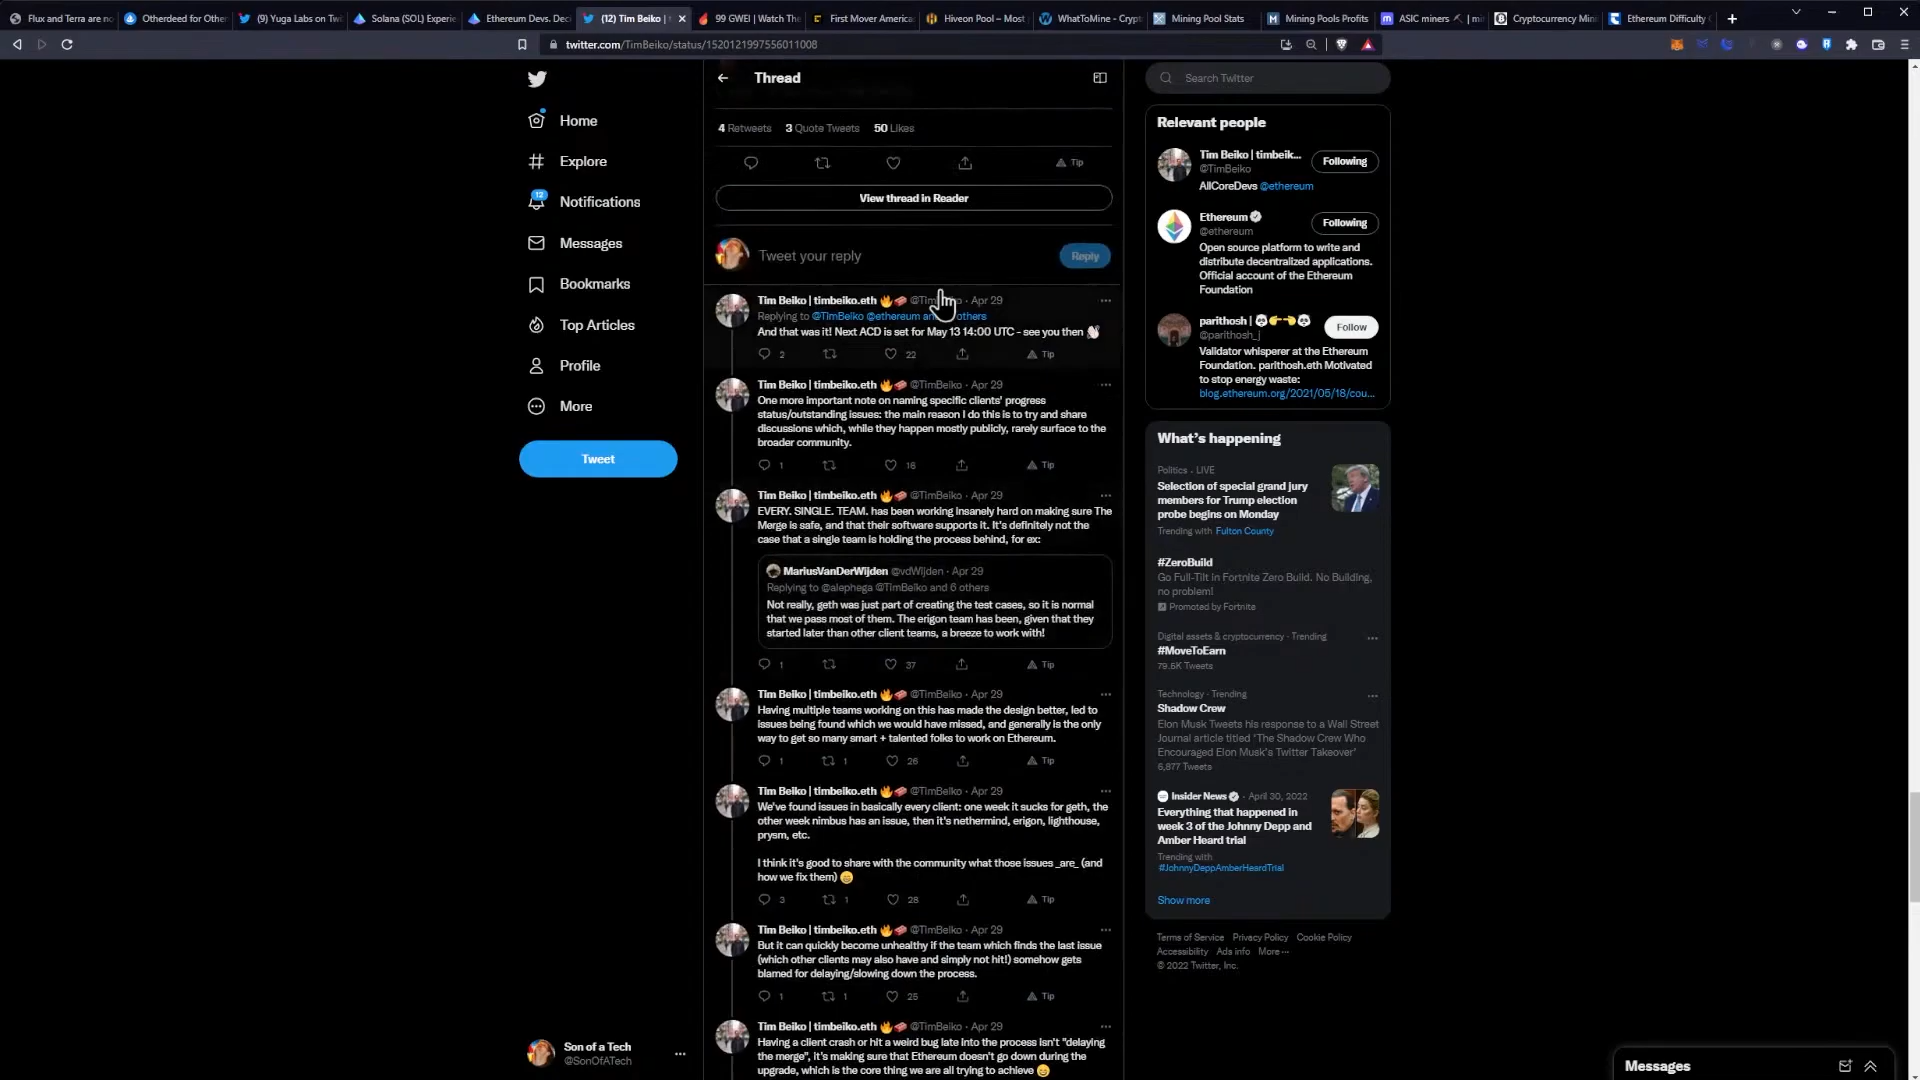 Flux and Terra are no
Otherdeed for Othe
(9) Yuga Labs on Tw
Solana (SOL) Experie
Ethereum Devs. Deci
(12) Tim Beiko |
99 GWEI | Watch The
First Mover America
Hiveon Pool – Most
WhatToMine - Crypt
Mining Pool Stats
Mining Pools Profits
ASIC miners
Cryptocurrency Min
Ethereum Difficulty
twitter.com/TimBeiko/status/1520121997556011008
Home
Explore
12
Notifications
Messages
Bookmarks
Top Articles
Profile
More
Tweet
Son of a Tech
@SonOfATech
Thread
4 Retweets 3 Quote Tweets 50 Likes
Tip
View thread in Reader
Tweet your reply
Reply
Tim Beiko | timbeiko.eth 🔥 · Apr 29
Replying to @TimBeiko @ethereum and others
And that was it! Next ACD is set for May 13 14:00 UTC - see you then 👋🏻
2 22 Tip
Tim Beiko | timbeiko.eth 🔥 @TimBeiko · Apr 29
One more important note on naming specific clients' progress
status/outstanding issues: the main reason I do this is to try and share
discussions which, while they happen mostly publicly, rarely surface to the
broader community.
1 16 Tip
Tim Beiko | timbeiko.eth 🔥 @TimBeiko · Apr 29
EVERY. SINGLE. TEAM. has been working insanely hard on making sure The
Merge is safe, and that their software supports it. It's definitely not the
case that a single team is holding the process behind, for ex:
MariusVanDerWijden @vdWijden · Apr 29
Replying to @alephega @TimBeiko and 6 others
Not really, geth was just part of creating the test cases, so it is normal
that we pass most of them. The erigon team has been, given that they
started later than other client teams, a breeze to work with!
1 37 Tip
Tim Beiko | timbeiko.eth 🔥 @TimBeiko · Apr 29
Having multiple teams working on this has made the design better, led to
issues being found which we would have missed, and generally is the only
way to get so many smart + talented folks to work on Ethereum.
1 1 26 Tip
Tim Beiko | timbeiko.eth 🔥 @TimBeiko · Apr 29
We've found issues in basically every client: one week it sucks for geth, the
other week nimbus has an issue, then it's nethermind, erigon, lighthouse,
prysm, etc.
I think it's good to share with the community what those issues _are_ (and
how we fix them) 😄
3 1 28 Tip
Tim Beiko | timbeiko.eth 🔥 @TimBeiko · Apr 29
But it can quickly become unhealthy if the team which finds the last issue
(which other clients may also have and simply not hit!) somehow gets
blamed for delaying/slowing down the process.
1 1 25 Tip
Tim Beiko | timbeiko.eth 🔥 @TimBeiko · Apr 29
Having a client crash or hit a weird bug late into the process isn't "delaying
the merge", it's making sure that Ethereum doesn't go down during the
upgrade, which is the core thing we are all trying to achieve 😄
Search Twitter
Relevant people
Tim Beiko | timbeik...
@TimBeiko
Following
AllCoreDevs @ethereum
Ethereum
@ethereum
Following
Open source platform to write and
distribute decentralized applications.
Official account of the Ethereum
Foundation
parithosh | 🐼👉👈🐼
@parithosh_j
Follow
Validator whisperer at the Ethereum
Foundation. parithosh.eth Motivated
to stop energy waste:
blog.ethereum.org/2021/05/18/cou...
What's happening
Politics · LIVE
Selection of special grand jury
members for Trump election
probe begins on Monday
Trending with Fulton County
#ZeroBuild
Go Full-Tilt in Fortnite Zero Build. No Building,
no problem!
Promoted by Fortnite
Digital assets & cryptocurrency · Trending
#MoveToEarn
79.5K Tweets
Technology · Trending
Shadow Crew
Elon Musk Tweets his response to a Wall Street
Journal article titled 'The Shadow Crew Who
Encouraged Elon Musk's Twitter Takeover'
6,877 Tweets
Insider News · April 30, 2022
Everything that happened in
week 3 of the Johnny Depp and
Amber Heard trial
Trending with
#JohnnyDeppAmberHeardTrial
Show more
Terms of Service Privacy Policy Cookie Policy
Accessibility Ads info More ···
© 2022 Twitter, Inc.
Messages